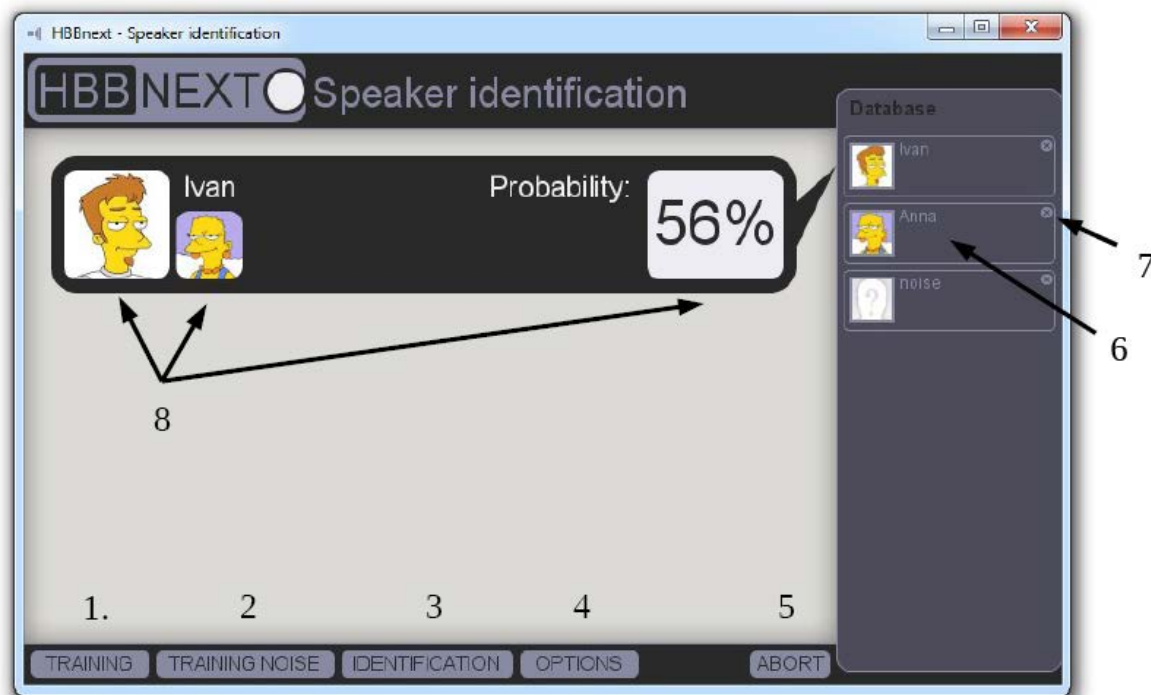 HBBnext - Speaker identification
HBB NEXT Speaker identification
Database
Ivan
Anna
noise
Ivan
Probability:
56%
7
6
8
1.
2
3
4
5
TRAINING
TRAINING NOISE
IDENTIFICATION
OPTIONS
ABORT